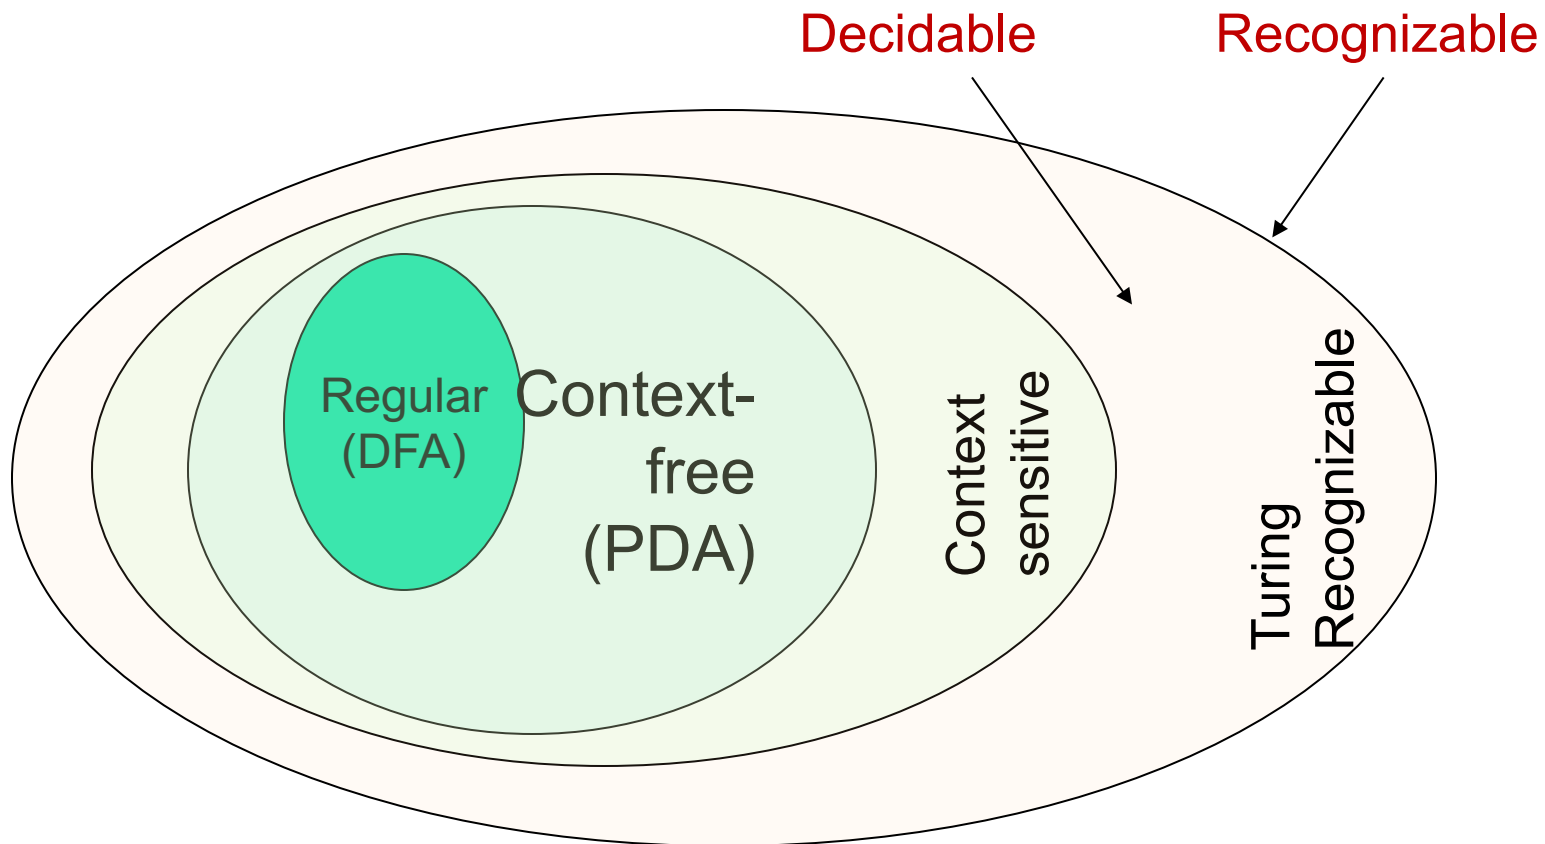 Decidable
Recognizable
Regular
(DFA)
Context-
free
(PDA)
Context
sensitive
Turing
Recognizable